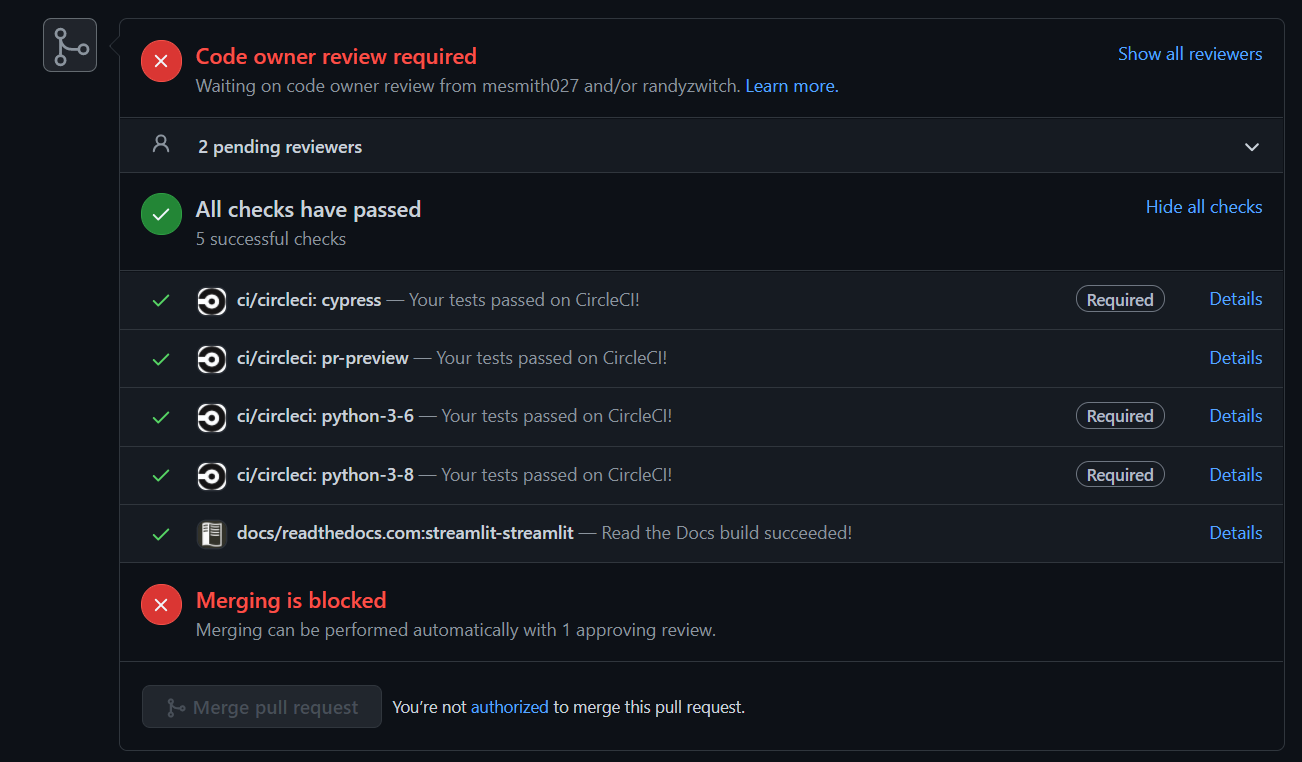 Code owner review required
Show all reviewers
Waiting on code owner review from mesmith027 and/or randyzwitch. Learn more.
2 pending reviewers
All checks have passed
Hide all checks
5 successful checks
ci/circleci: cypress — Your tests passed on CircleCI! Required Details
ci/circleci: pr-preview — Your tests passed on CircleCI! Details
ci/circleci: python-3-6 — Your tests passed on CircleCI! Required Details
ci/circleci: python-3-8 — Your tests passed on CircleCI! Required Details
docs/readthedocs.com:streamlit-streamlit — Read the Docs build succeeded! Details
Merging is blocked
Merging can be performed automatically with 1 approving review.
Merge pull request You’re not authorized to merge this pull request.